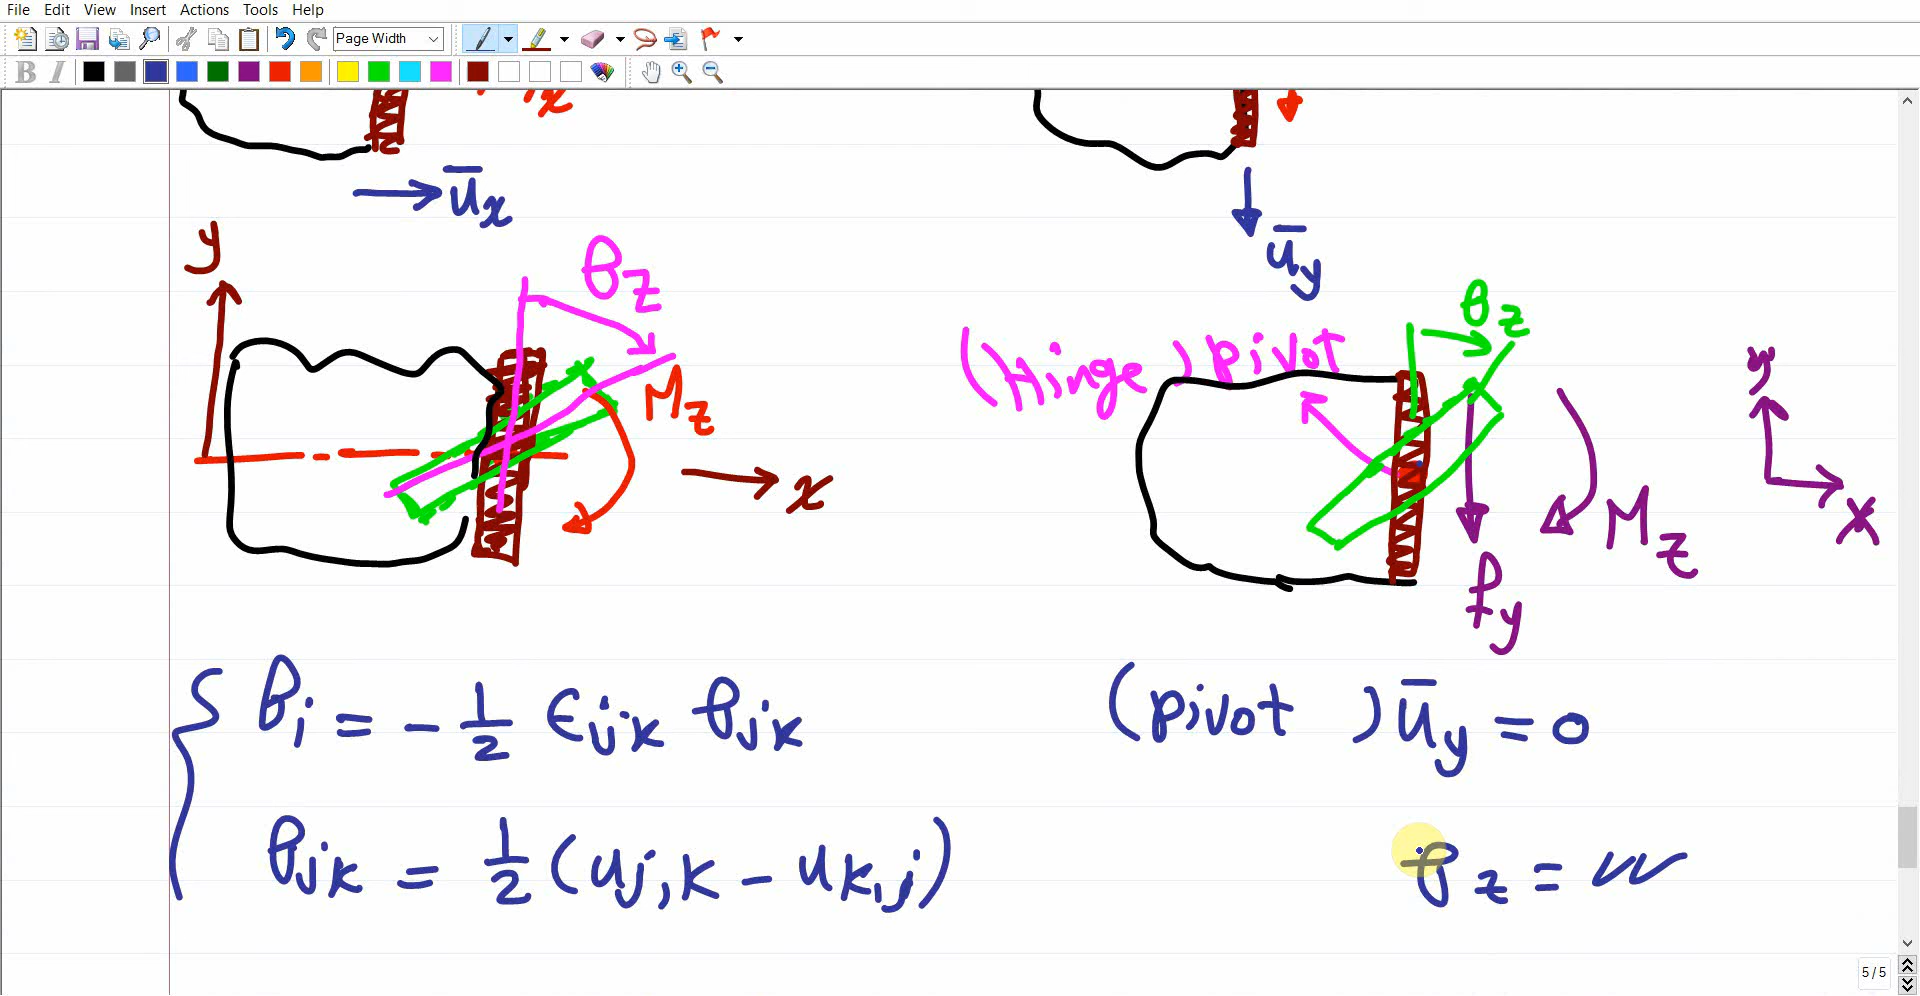 File Edit View Insert Actions Tools Help
Page Width
B I
x
ūx
ūy
y
θz
Mz
x
(Hinge) pivot
θz
y
x
Mz
fy
θi = -1/2 ϵijk θjk
(pivot) ūy = 0
θjk = 1/2 (uj,k - uk,j)
θz =
5/5